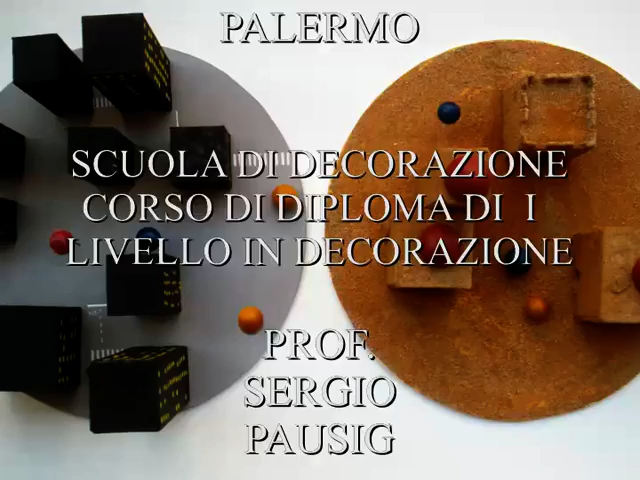 PALERMO
SCUOLA DI DECORAZIONE
CORSO DI DIPLOMA DI I
LIVELLO IN DECORAZIONE
PROF.
SERGIO
PAUSIG